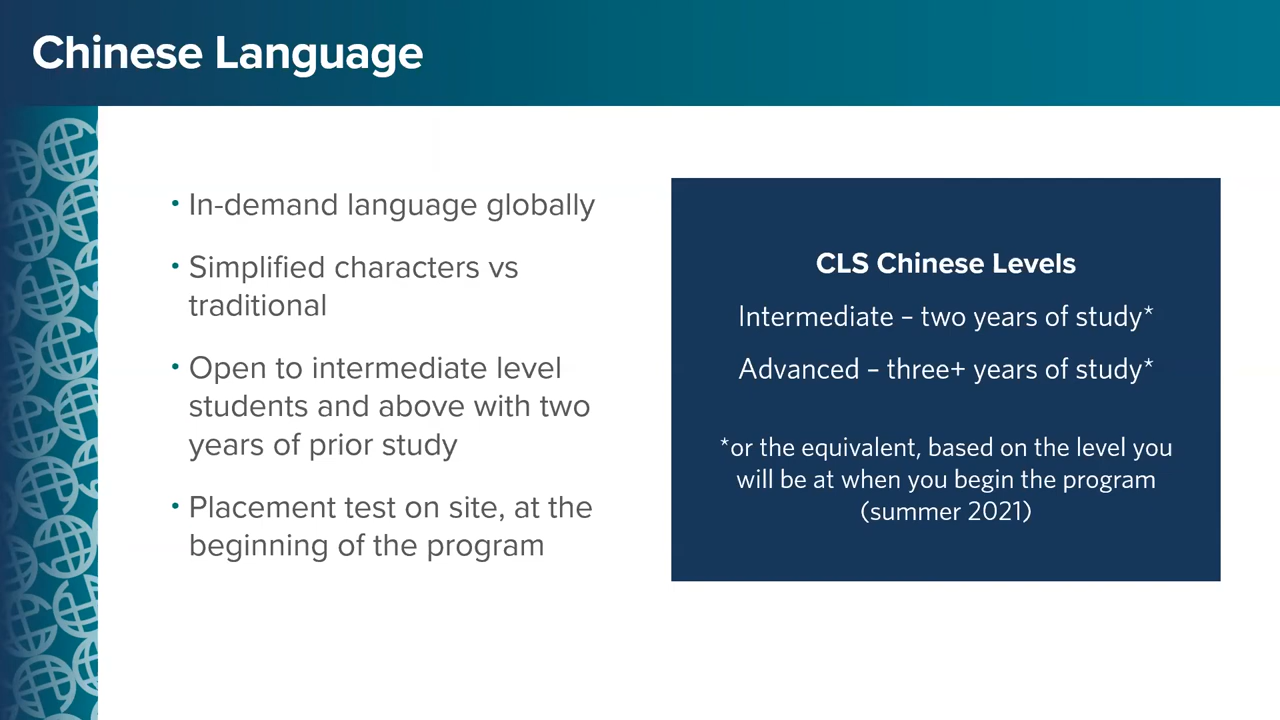 Chinese Language
• In-demand language globally
• Simplified characters vs
traditional
• Open to intermediate level
students and above with two
years of prior study
• Placement test on site, at the
beginning of the program
CLS Chinese Levels
Intermediate – two years of study*
Advanced – three+ years of study*
*or the equivalent, based on the level you
will be at when you begin the program
(summer 2021)